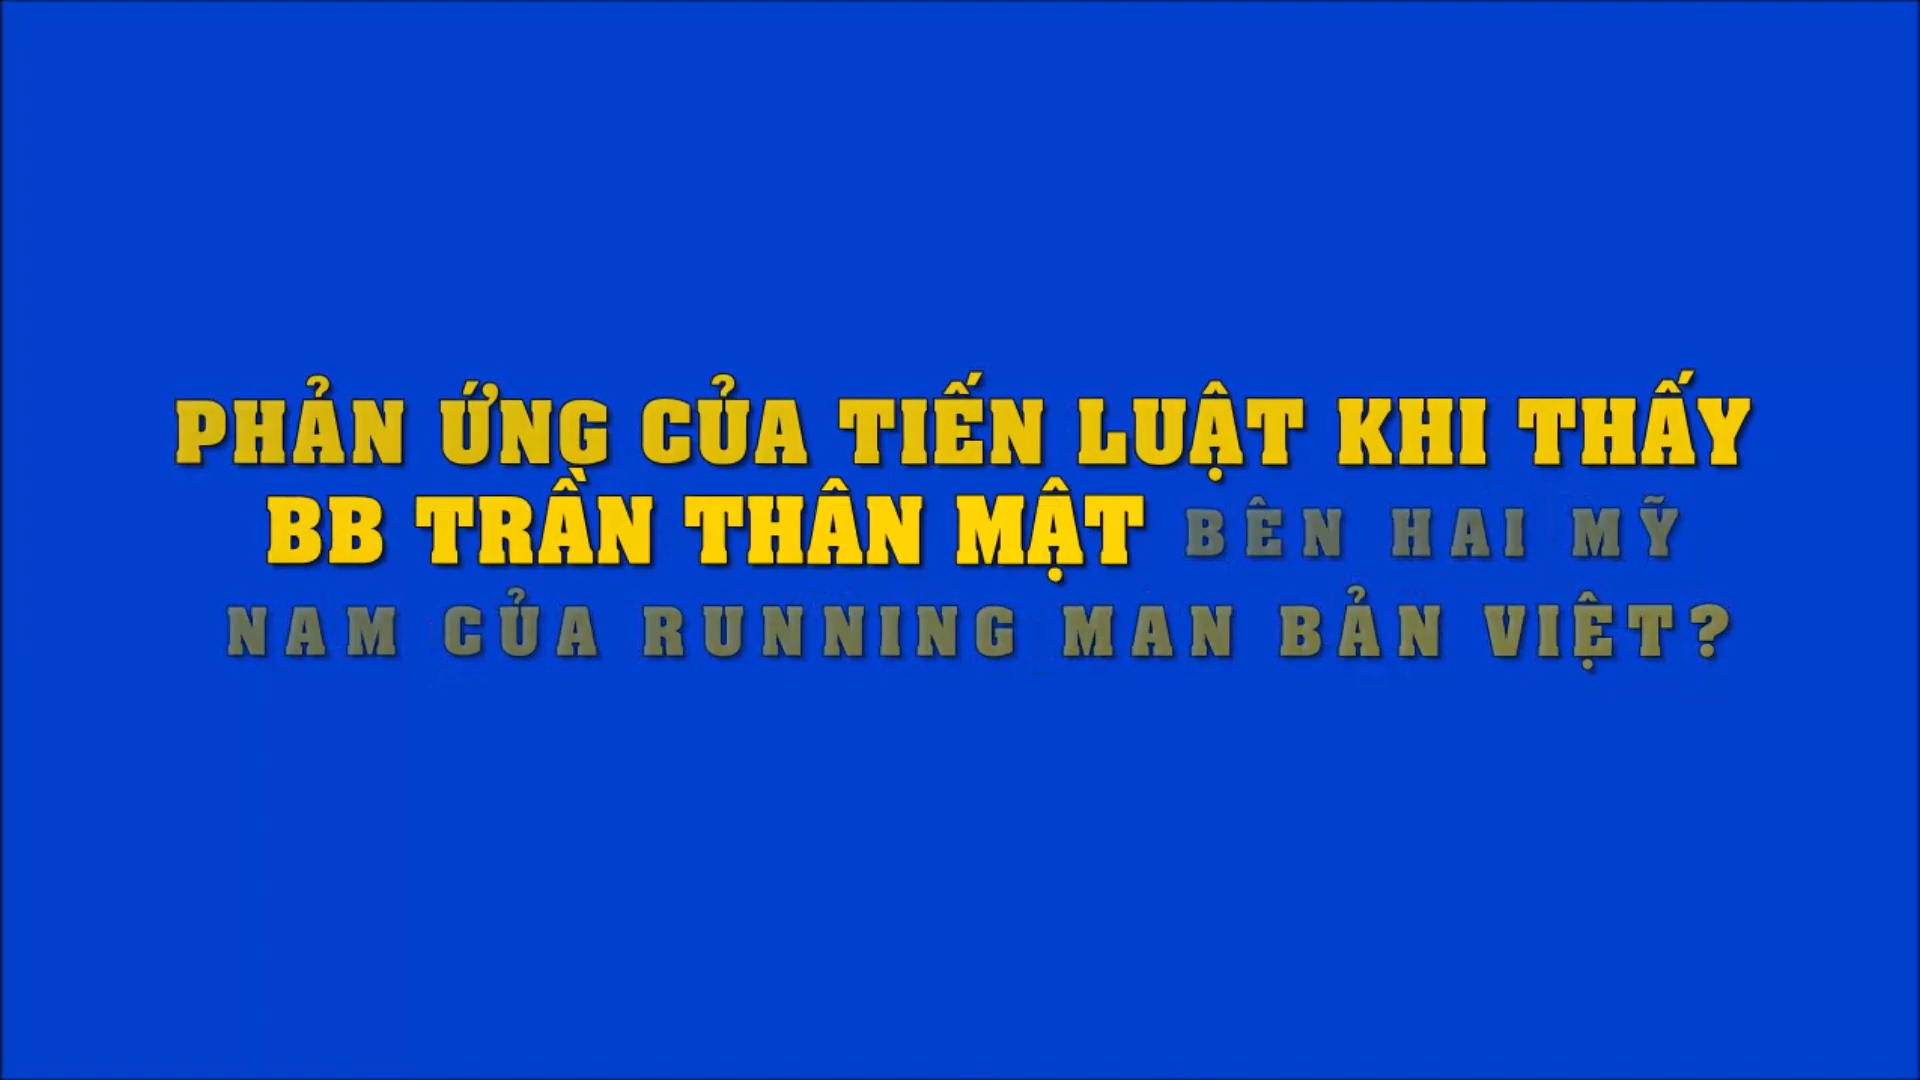 PHẢN ỨNG CỦA TIẾN LUẬT KHI THẤY
BB TRẦN THÂN MẬT BÊN HAI MỸ
NAM CỦA RUNNING MAN BẢN VIỆT?